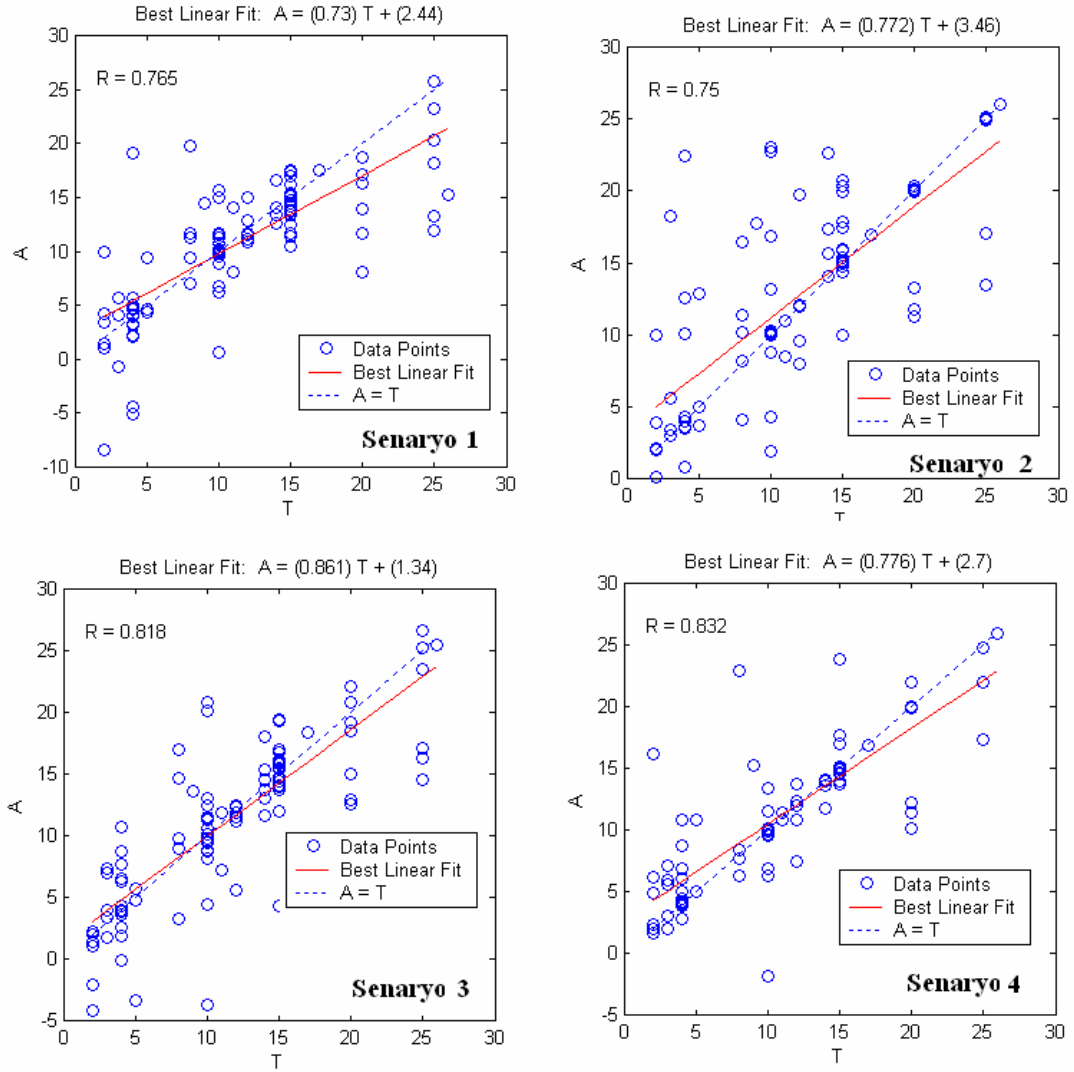 Best Linear Fit: A = (0.73) T + (2.44)
30
25
20
15
10
5
0
-5
-10
A
R = 0.765
Data Points
Best Linear Fit
A = T
Senaryo 1
0 5 10 15 20 25 30
T
Best Linear Fit: A = (0.772) T + (3.46)
30
25
20
15
10
5
0
A
R = 0.75
Data Points
Best Linear Fit
A = T
Senaryo 2
0 5 10 15 20 25 30
T
Best Linear Fit: A = (0.861) T + (1.34)
30
25
20
15
10
5
0
-5
A
R = 0.818
Data Points
Best Linear Fit
A = T
Senaryo 3
0 5 10 15 20 25 30
T
Best Linear Fit: A = (0.776) T + (2.7)
30
25
20
15
10
5
0
-5
A
R = 0.832
Data Points
Best Linear Fit
A = T
Senaryo 4
0 5 10 15 20 25 30
T